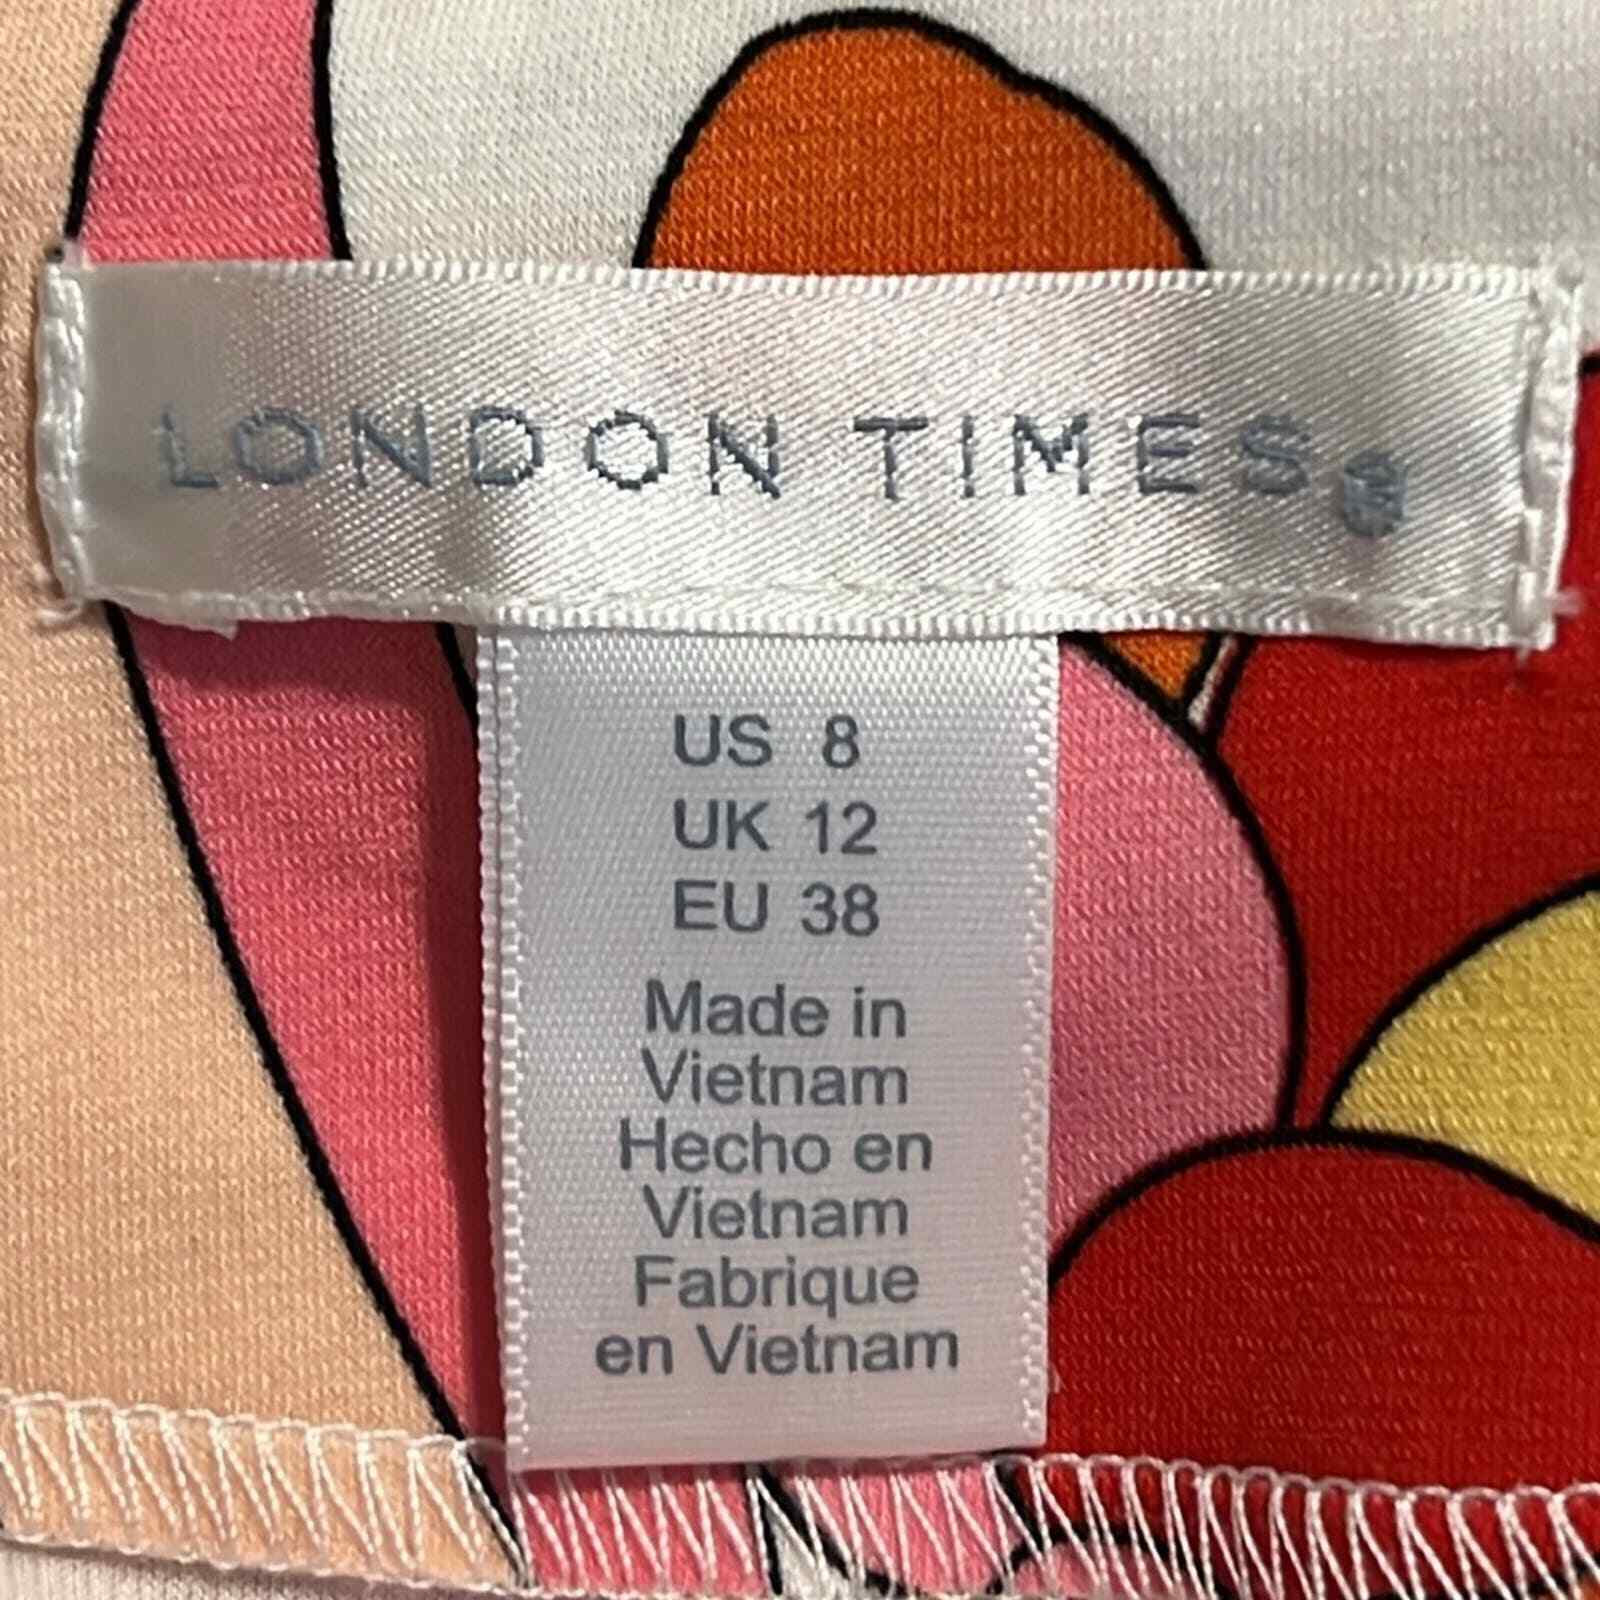 LONDON TIMES
US 8
UK 12
EU 38
Made in
Vietnam
Hecho en
Vietnam
Fabrique
en Vietnam